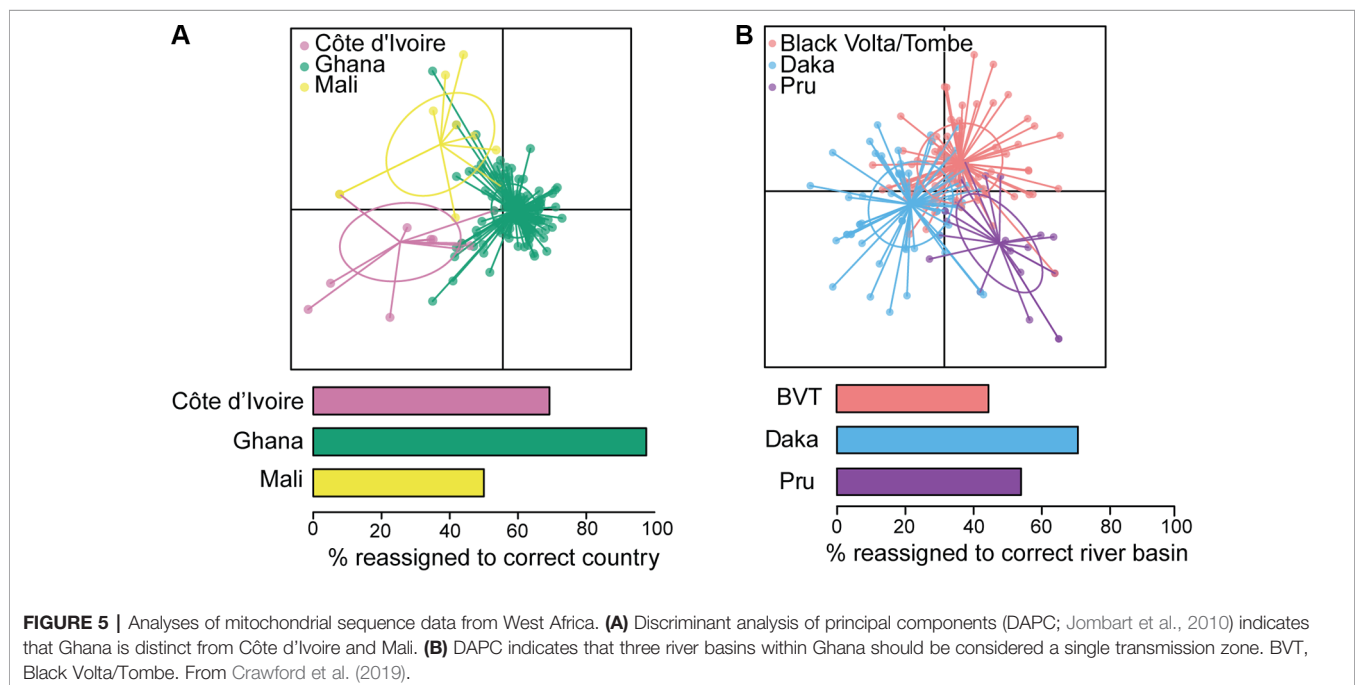 A
Côte d'Ivoire
Ghana
Mali
Côte d'Ivoire
Ghana
Mali
0 20 40 60 80 100
% reassigned to correct country
B
Black Volta/Tombe
Daka
Pru
BVT
Daka
Pru
0 20 40 60 80 100
% reassigned to correct river basin
FIGURE 5 | Analyses of mitochondrial sequence data from West Africa. (A) Discriminant analysis of principal components (DAPC; Jombart et al., 2010) indicates
that Ghana is distinct from Côte d'Ivoire and Mali. (B) DAPC indicates that three river basins within Ghana should be considered a single transmission zone. BVT,
Black Volta/Tombe. From Crawford et al. (2019).